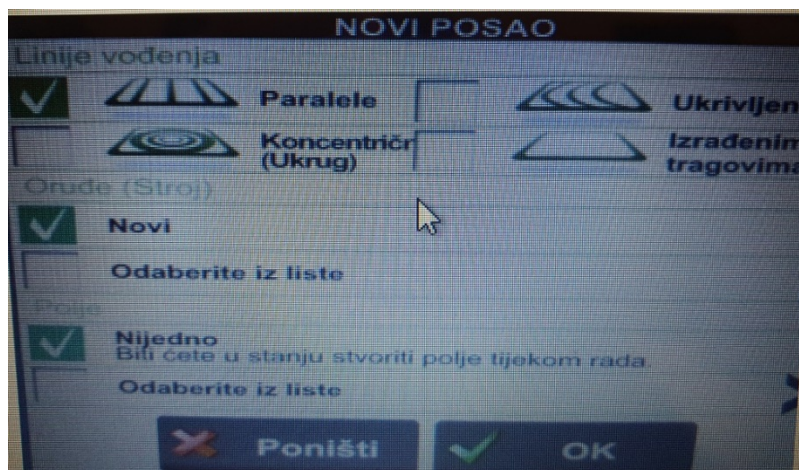 NOVI POSAO
Linije vođenja
Paralele
Ukrivljen
Koncentričr
(Ukrug)
Izrađenim
tragovima
Oruđe (Stroj)
Novi
Odaberite iz liste
Polje
Nijedno
Biti ćete u stanju stvoriti polje tijekom rada.
Odaberite iz liste
Poništi
OK